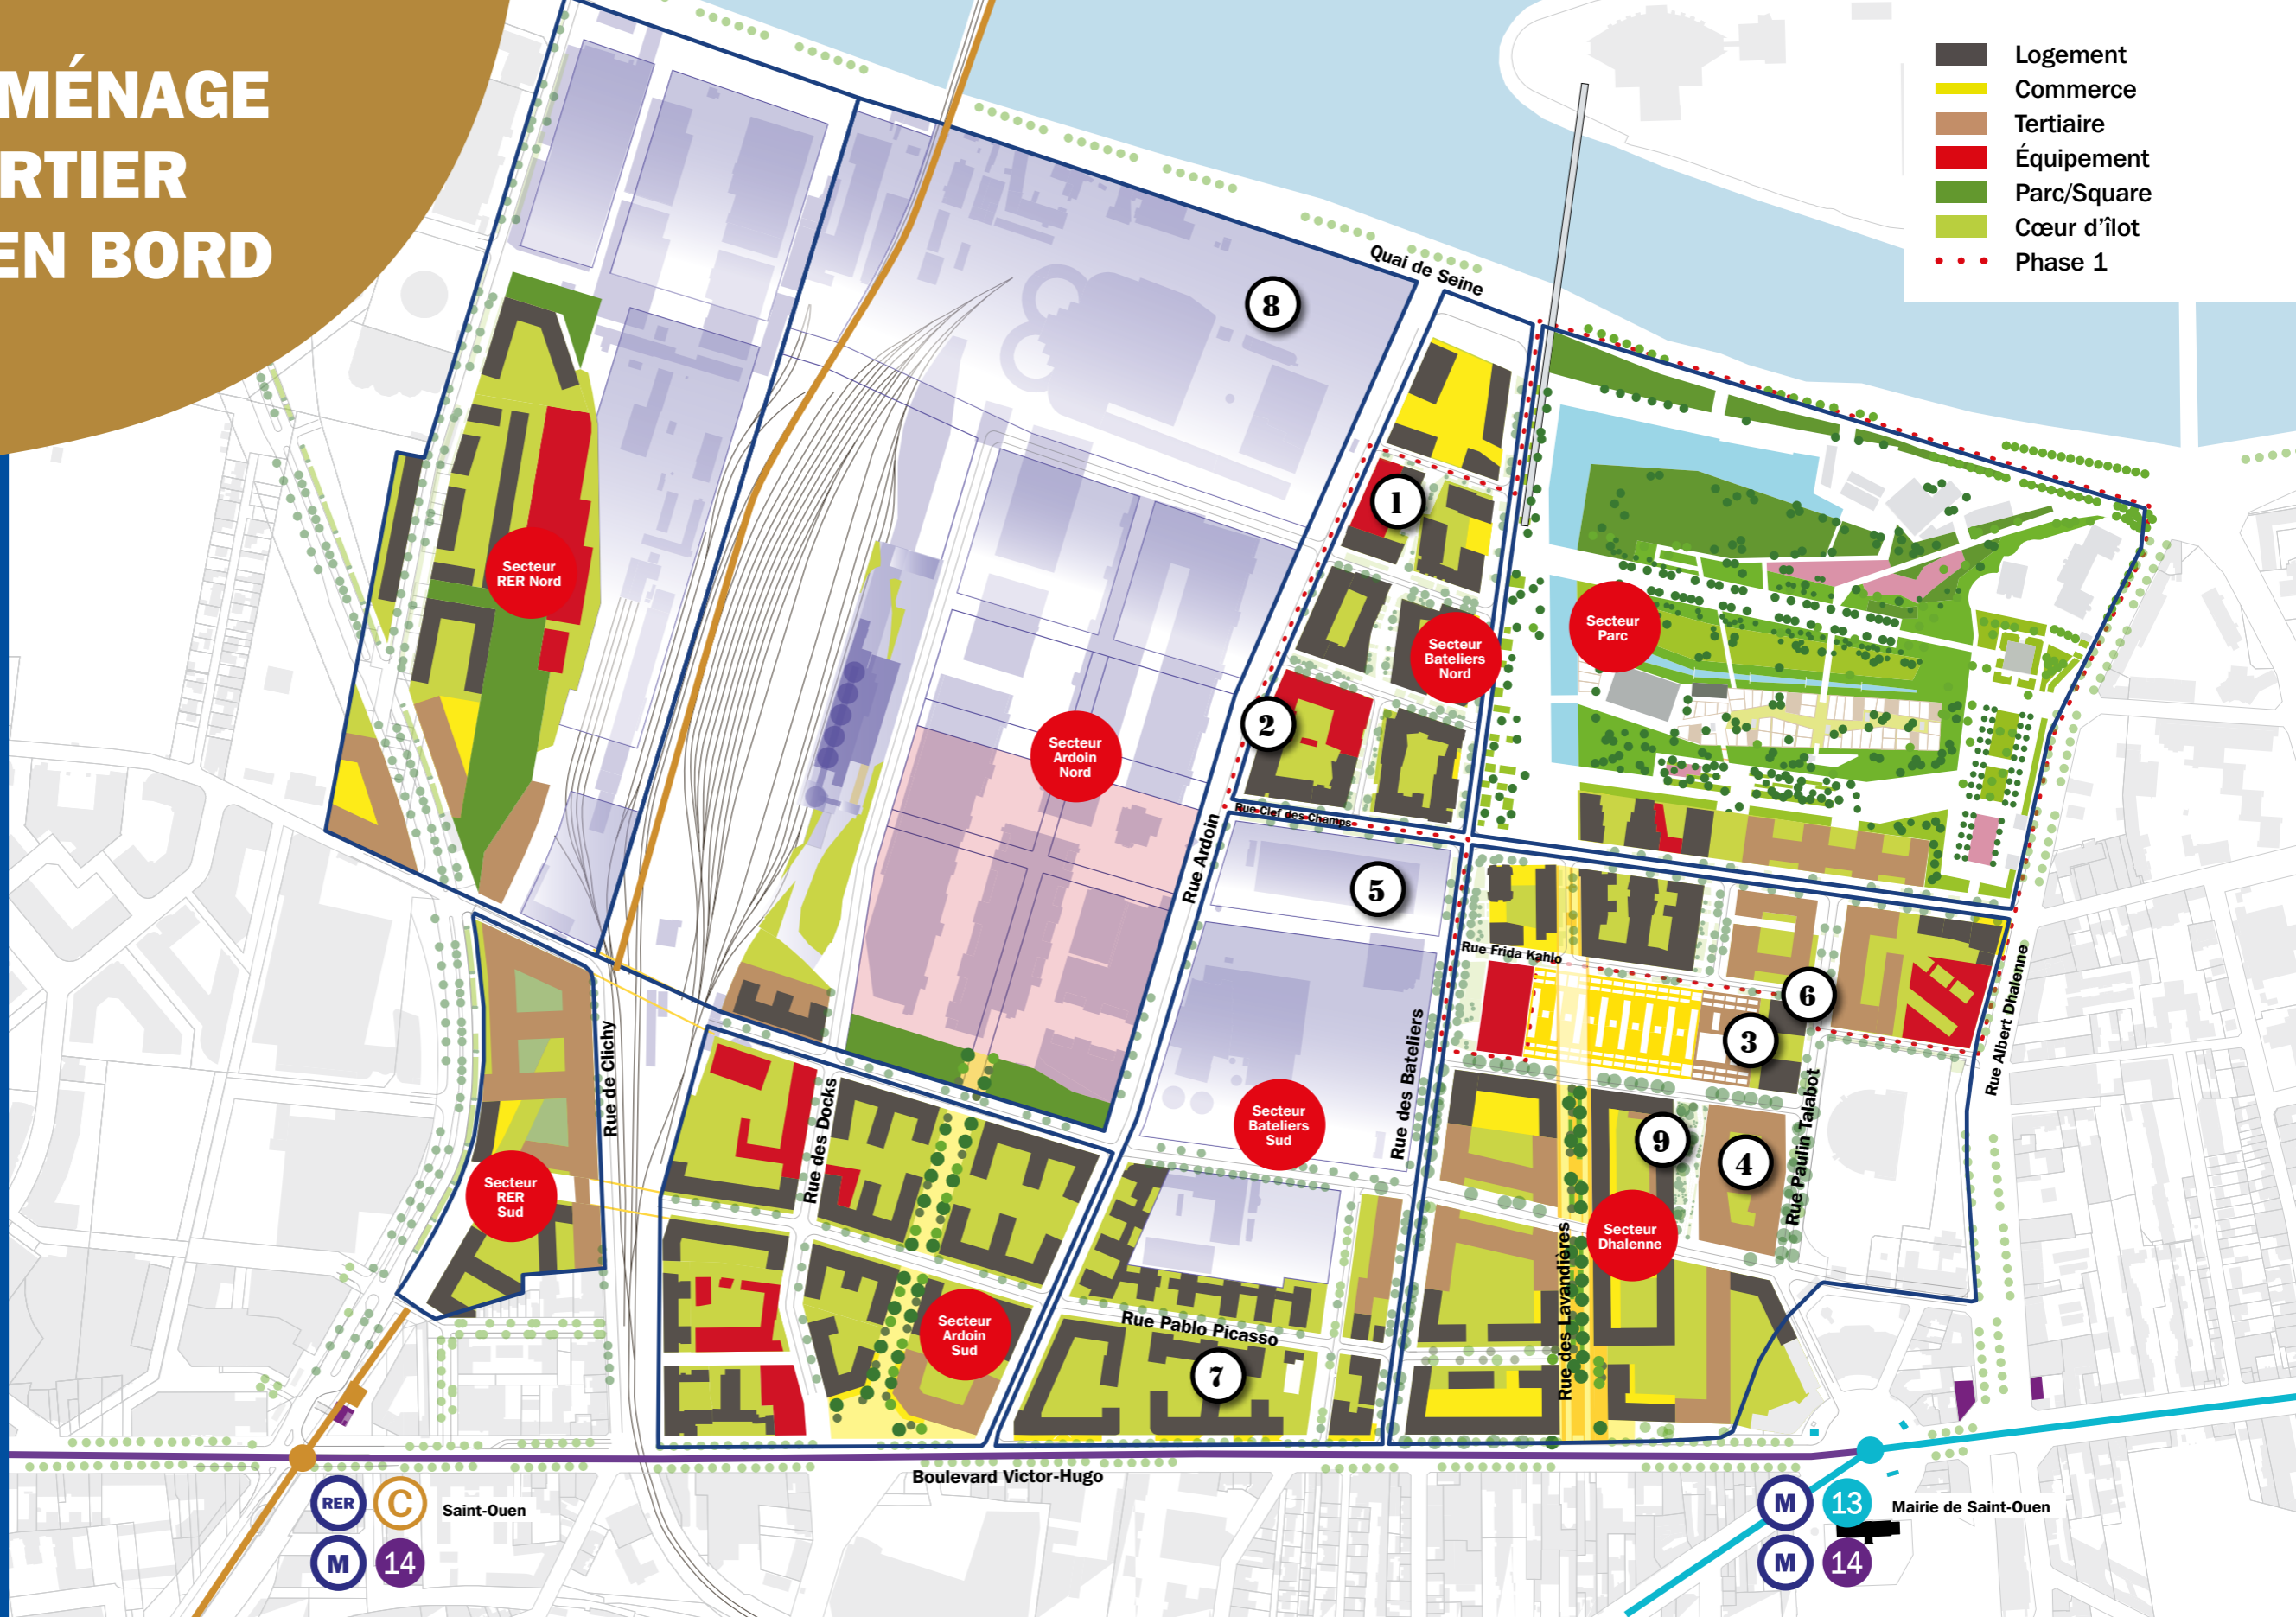 MÉNAGE
RTIER
EN BORD
Logement
Commerce
Tertiaire
Équipement
Parc/Square
Cœur d'îlot
Phase 1
Quai de Seine
8
1
Secteur
RER Nord
Secteur
Parc
Secteur
Bateliers
Nord
2
Secteur
Ardoin
Nord
Rue Clef des Champs
Rue Ardoin
5
Rue Frida Kahlo
6
3
Rue Albert Dhalenne
Rue de Clichy
Rue des Docks
Secteur
Bateliers
Sud
Rue des Bateliers
9
4
Rue Paulin Talabot
Secteur
RER
Sud
Secteur
Dhalenne
Rue des Lavandières
Secteur
Ardoin
Sud
Rue Pablo Picasso
7
Boulevard Victor-Hugo
RER C Saint-Ouen
M 14
M 13 Mairie de Saint-Ouen
M 14